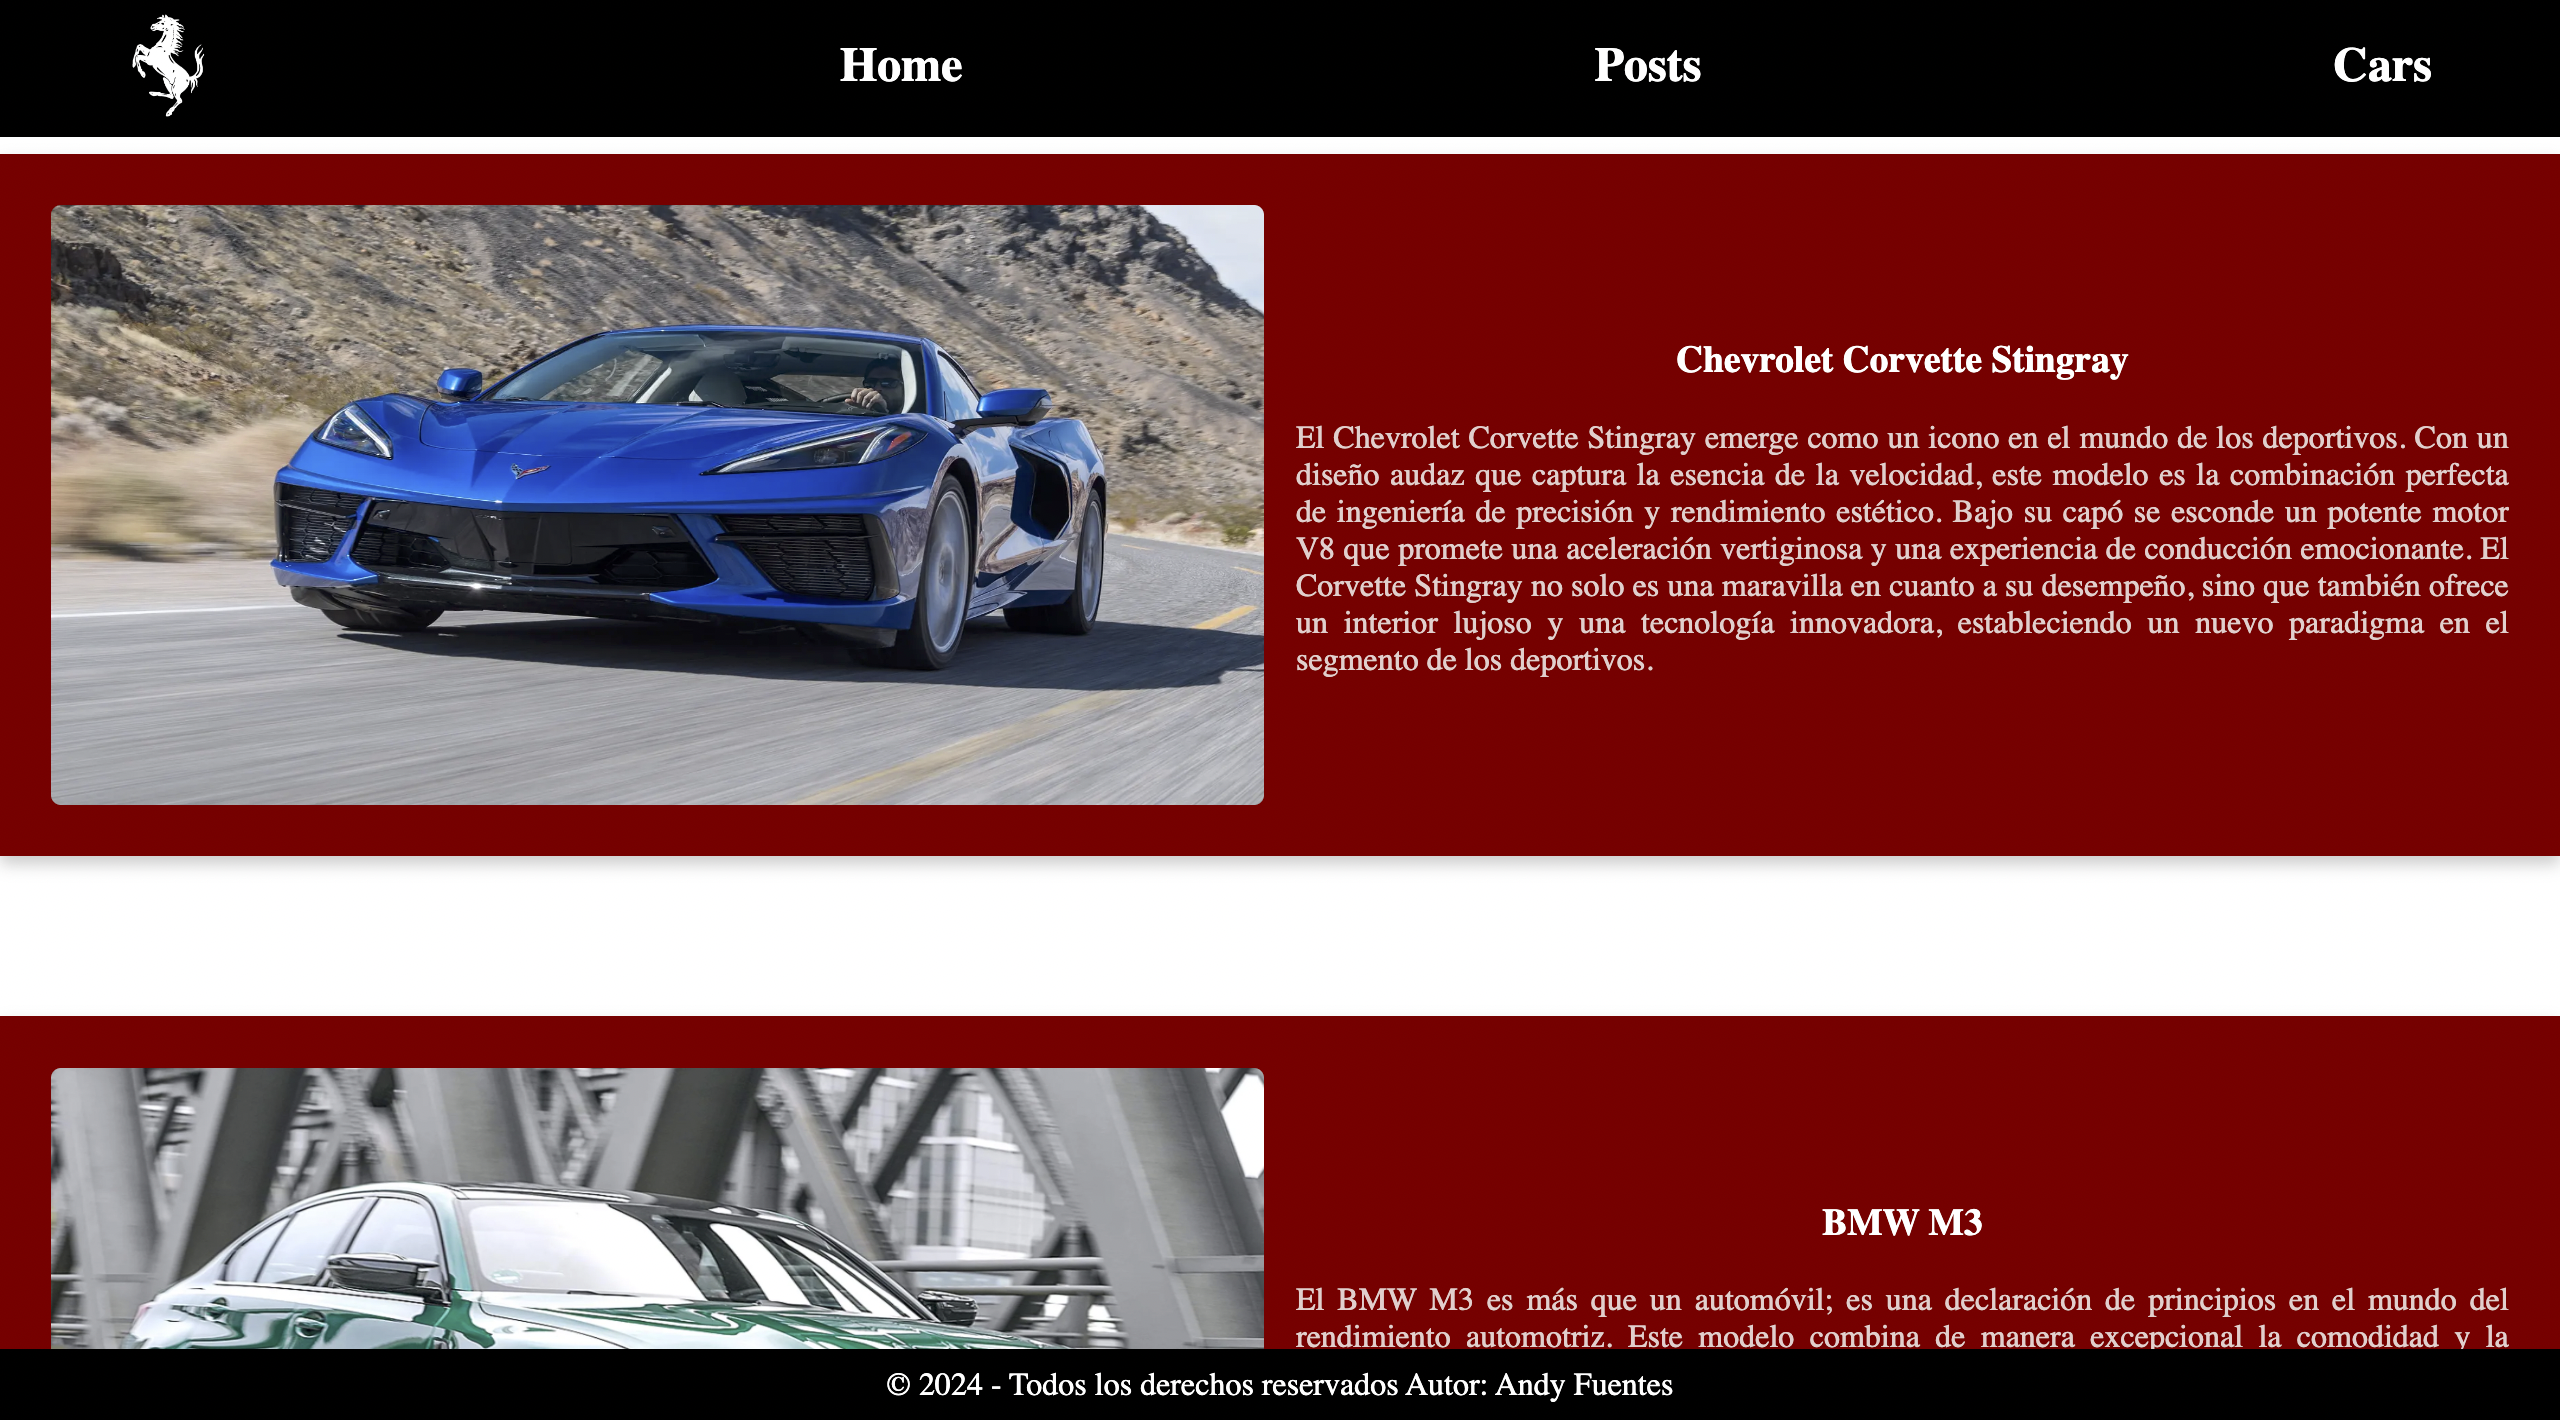 Home
Posts
Cars
Chevrolet Corvette Stingray
El Chevrolet Corvette Stingray emerge como un icono en el mundo de los deportivos. Con un
diseño audaz que captura la esencia de la velocidad, este modelo es la combinación perfecta
de ingeniería de precisión y rendimiento estético. Bajo su capó se esconde un potente motor
V8 que promete una aceleración vertiginosa y una experiencia de conducción emocionante. El
Corvette Stingray no solo es una maravilla en cuanto a su desempeño, sino que también ofrece
un interior lujoso y una tecnología innovadora, estableciendo un nuevo paradigma en el
segmento de los deportivos.
BMW M3
El BMW M3 es más que un automóvil; es una declaración de principios en el mundo del
rendimiento automotriz. Este modelo combina de manera excepcional la comodidad y la
© 2024 - Todos los derechos reservados Autor: Andy Fuentes